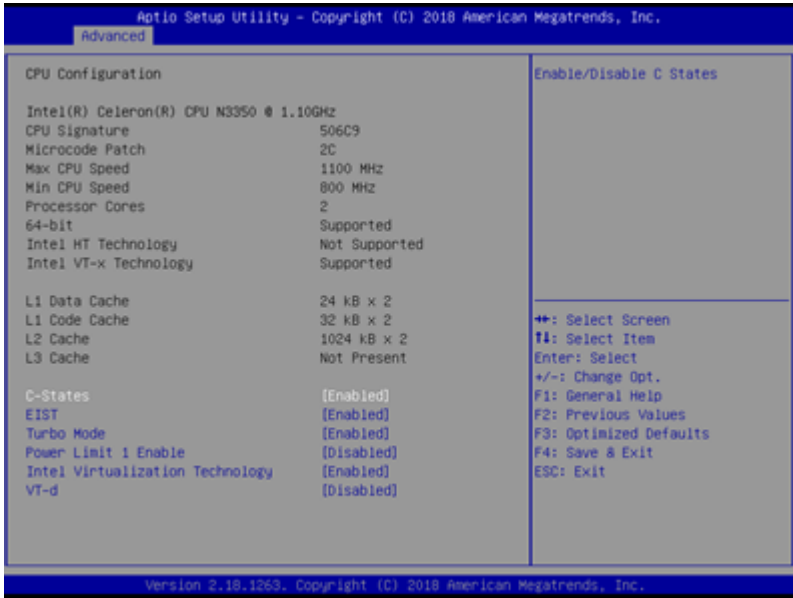 Aptio Setup Utility – Copyright (C) 2018 American Megatrends, Inc.
Advanced
CPU Configuration
Intel(R) Celeron(R) CPU N3350 @ 1.10GHz
CPU Signature 506C9
Microcode Patch 2C
Max CPU Speed 1100 MHz
Min CPU Speed 800 MHz
Processor Cores 2
64-bit Supported
Intel HT Technology Not Supported
Intel VT-x Technology Supported
L1 Data Cache 24 kB x 2
L1 Code Cache 32 kB x 2
L2 Cache 1024 kB x 2
L3 Cache Not Present
C-States [Enabled]
EIST [Enabled]
Turbo Mode [Enabled]
Power Limit 1 Enable [Disabled]
Intel Virtualization Technology [Enabled]
VT-d [Disabled]
Enable/Disable C States
→←: Select Screen
↑↓: Select Item
Enter: Select
+/-: Change Opt.
F1: General Help
F2: Previous Values
F3: Optimized Defaults
F4: Save & Exit
ESC: Exit
Version 2.18.1263. Copyright (C) 2018 American Megatrends, Inc.